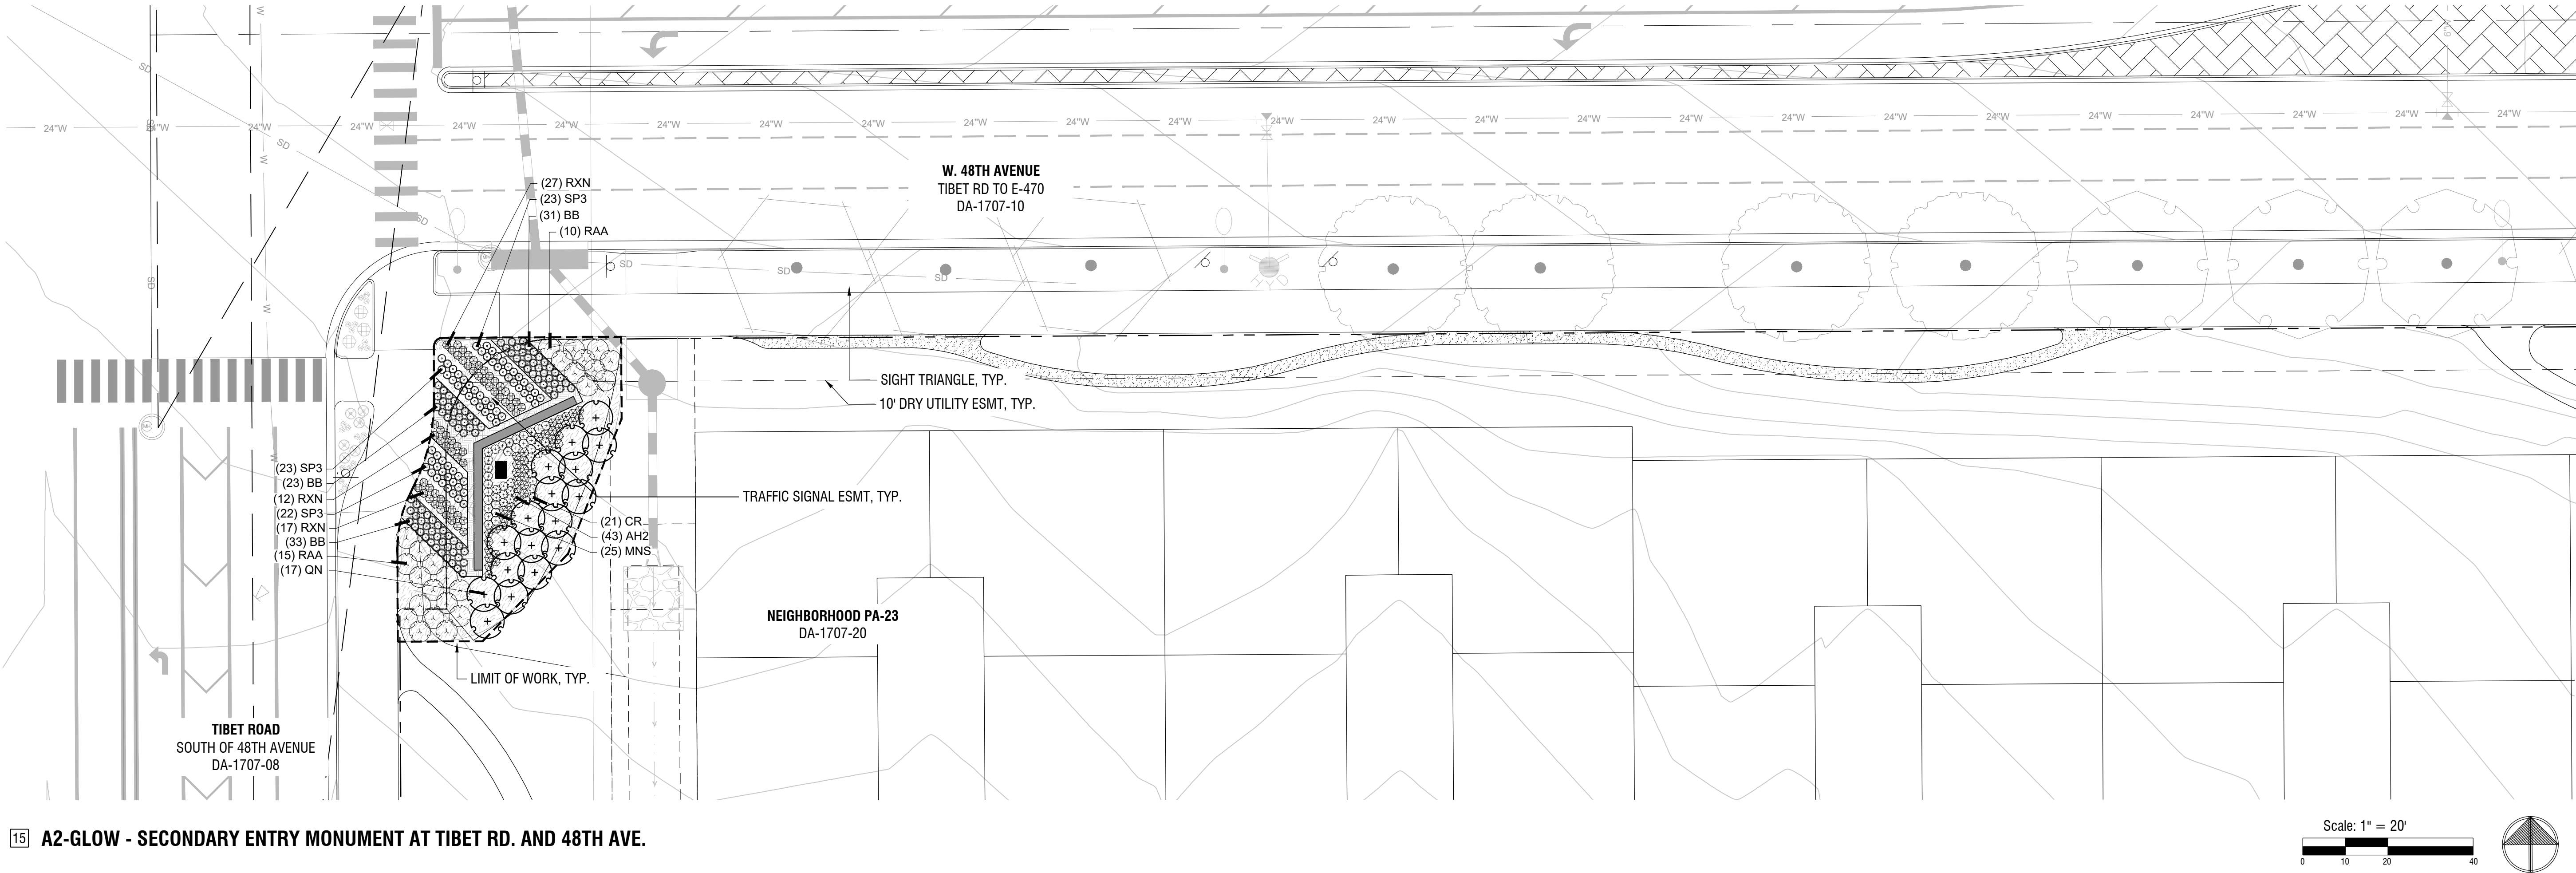 24"W 24"W 24"W 24"W 24"W 24"W 24"W 24"W 24"W 24"W 24"W 24"W 24"W 24"W 24"W 24"W 24"W 24"W 24"W 24"W 24"W 24"W 24"W 24"W 24"W
W
SD
SD
W
SD
SD
SD
W
SD
SD
SD
W
W. 48TH AVENUE
TIBET RD TO E-470
DA-1707-10
(27) RXN
(23) SP3
(31) BB
(10) RAA
SIGHT TRIANGLE, TYP.
10' DRY UTILITY ESMT, TYP.
(23) SP3
(23) BB
(12) RXN
(22) SP3
(17) RXN
(33) BB
(15) RAA
(17) QN
TRAFFIC SIGNAL ESMT, TYP.
(21) CR
(43) AH2
(25) MNS
NEIGHBORHOOD PA-23
DA-1707-20
LIMIT OF WORK, TYP.
TIBET ROAD
SOUTH OF 48TH AVENUE
DA-1707-08
15 A2-GLOW - SECONDARY ENTRY MONUMENT AT TIBET RD. AND 48TH AVE.
Scale: 1" = 20'
0 10 20 40